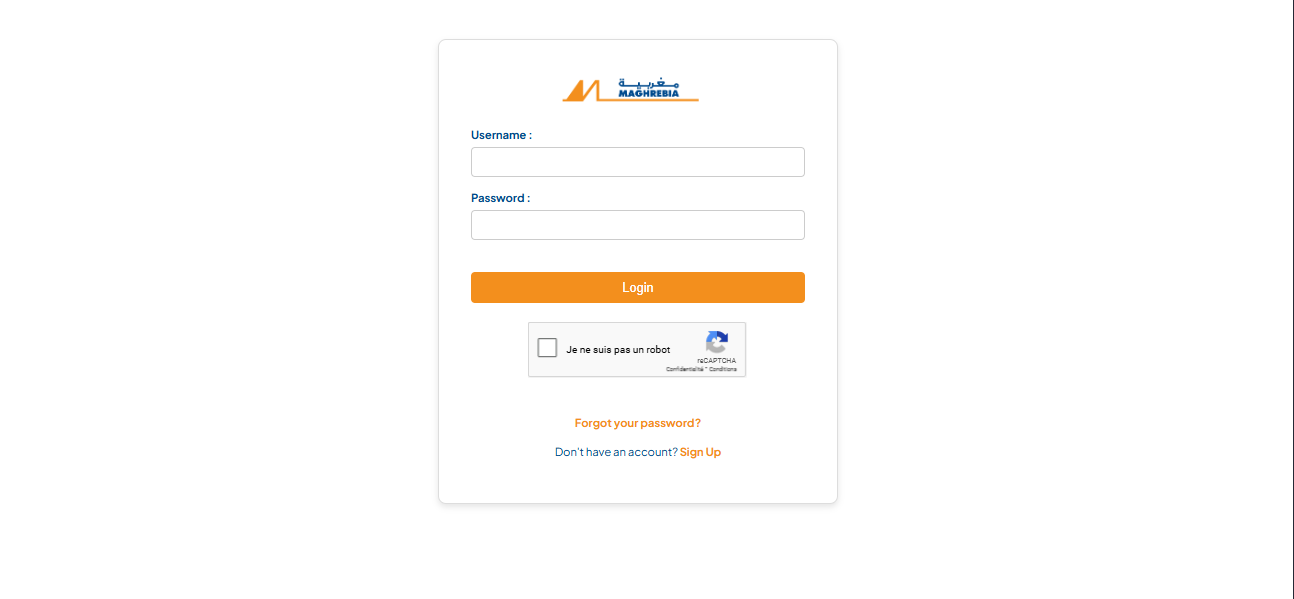 مغربية
MAGHREBIA
Username :
Password :
Login
Je ne suis pas un robot
reCAPTCHA
Confidentialité - Conditions
Forgot your password?
Don't have an account? Sign Up